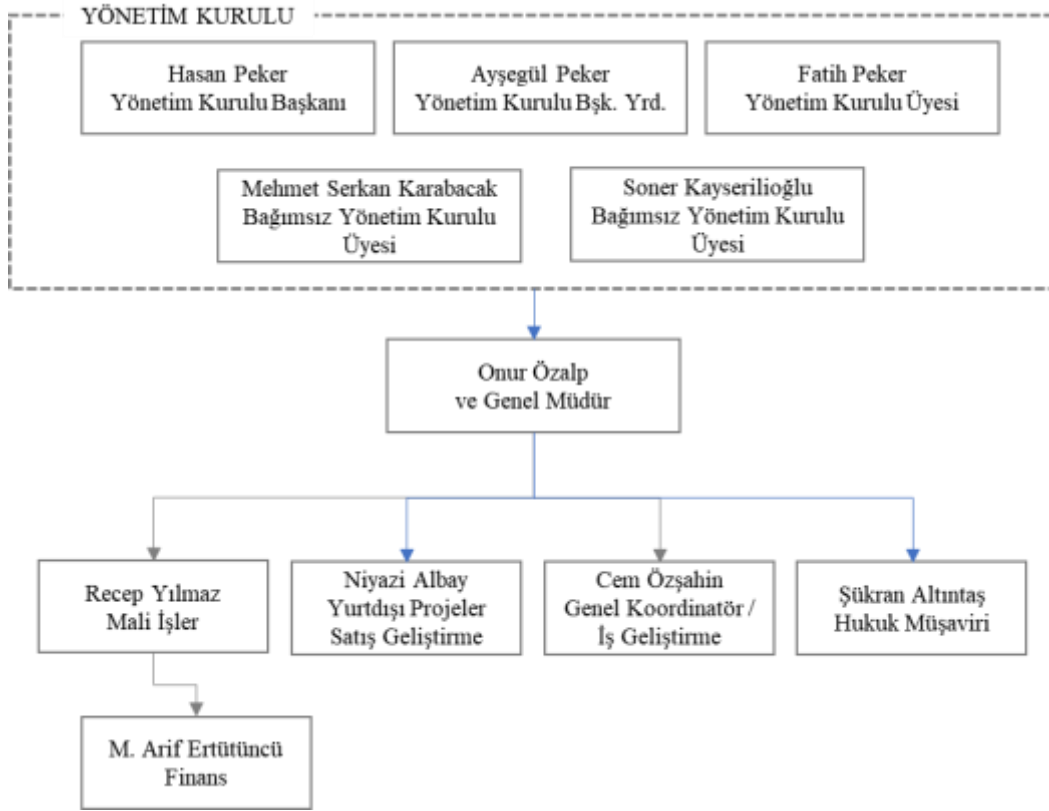 YÖNETİM KURULU
Hasan Peker
Yönetim Kurulu Başkanı
Ayşegül Peker
Yönetim Kurulu Bşk. Yrd.
Fatih Peker
Yönetim Kurulu Üyesi
Mehmet Serkan Karabacak
Bağımsız Yönetim Kurulu
Üyesi
Soner Kayserilioğlu
Bağımsız Yönetim Kurulu
Üyesi
Onur Özalp
ve Genel Müdür
Recep Yılmaz
Mali İşler
Niyazi Albay
Yurtdışı Projeler
Satış Geliştirme
Cem Özşahin
Genel Koordinatör /
İş Geliştirme
Şükran Altıntaş
Hukuk Müşaviri
M. Arif Ertütüncü
Finans